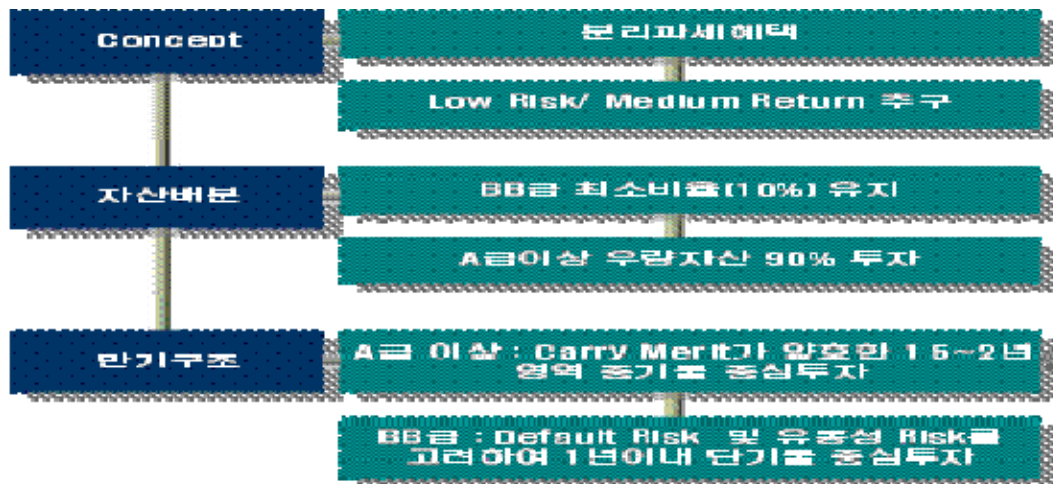 Concept
분리과세혜택
Low Risk/ Medium Return 추구
자산배분
BB급 최소비율(10%) 유지
A급이상 우량자산 90% 투자
만기구조
A급 이상 : Carry Merit가 양호한 1.5~2년
영역 중기물 중심투자
BB급 : Default Risk 및 유동성 Risk를
고려하여 1년이내 단기물 중심투자